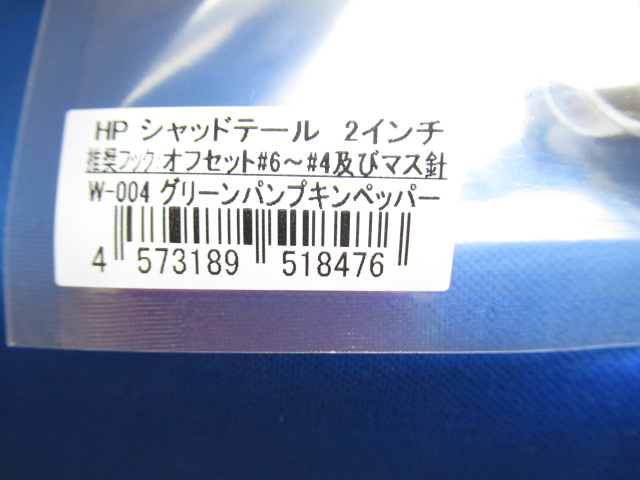 HP シャッドテール 2インチ
推奨フック:オフセット#6～#4及びマス針
W-004 グリーンパンプキンペッパー
4 573189 518476